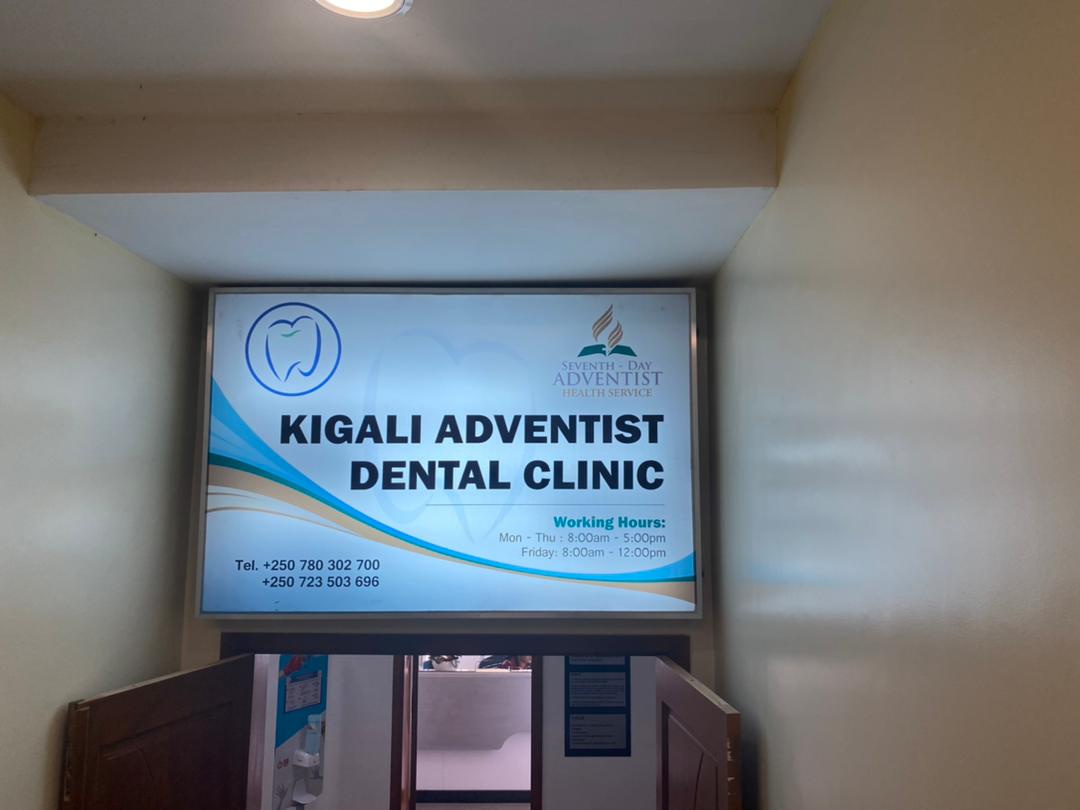 SEVENTH - DAY
ADVENTIST
HEALTH SERVICE
KIGALI ADVENTIST
DENTAL CLINIC
Working Hours:
Mon - Thu : 8:00am - 5:00pm
Friday: 8:00am - 12:00pm
Tel. +250 780 302 700
+250 723 503 696